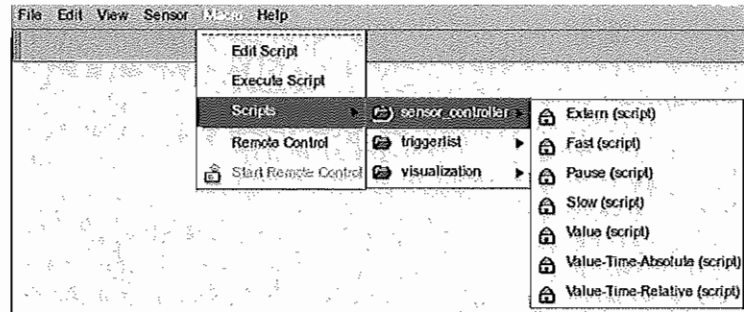 File Edit View Sensor Macro Help
Edit Script
Execute Script
Scripts
Remote Control
Start Remote Control
sensor_controller
triggerlist
visualization
Extern (script)
Fast (script)
Pause (script)
Slow (script)
Value (script)
Value-Time-Absolute (script)
Value-Time-Relative (script)